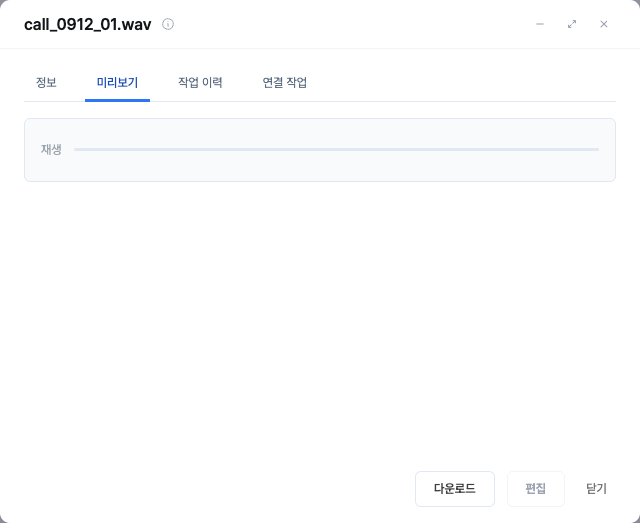 call_0912_01.wav
정보 미리보기 작업 이력 연결 작업
재생
다운로드 편집 닫기